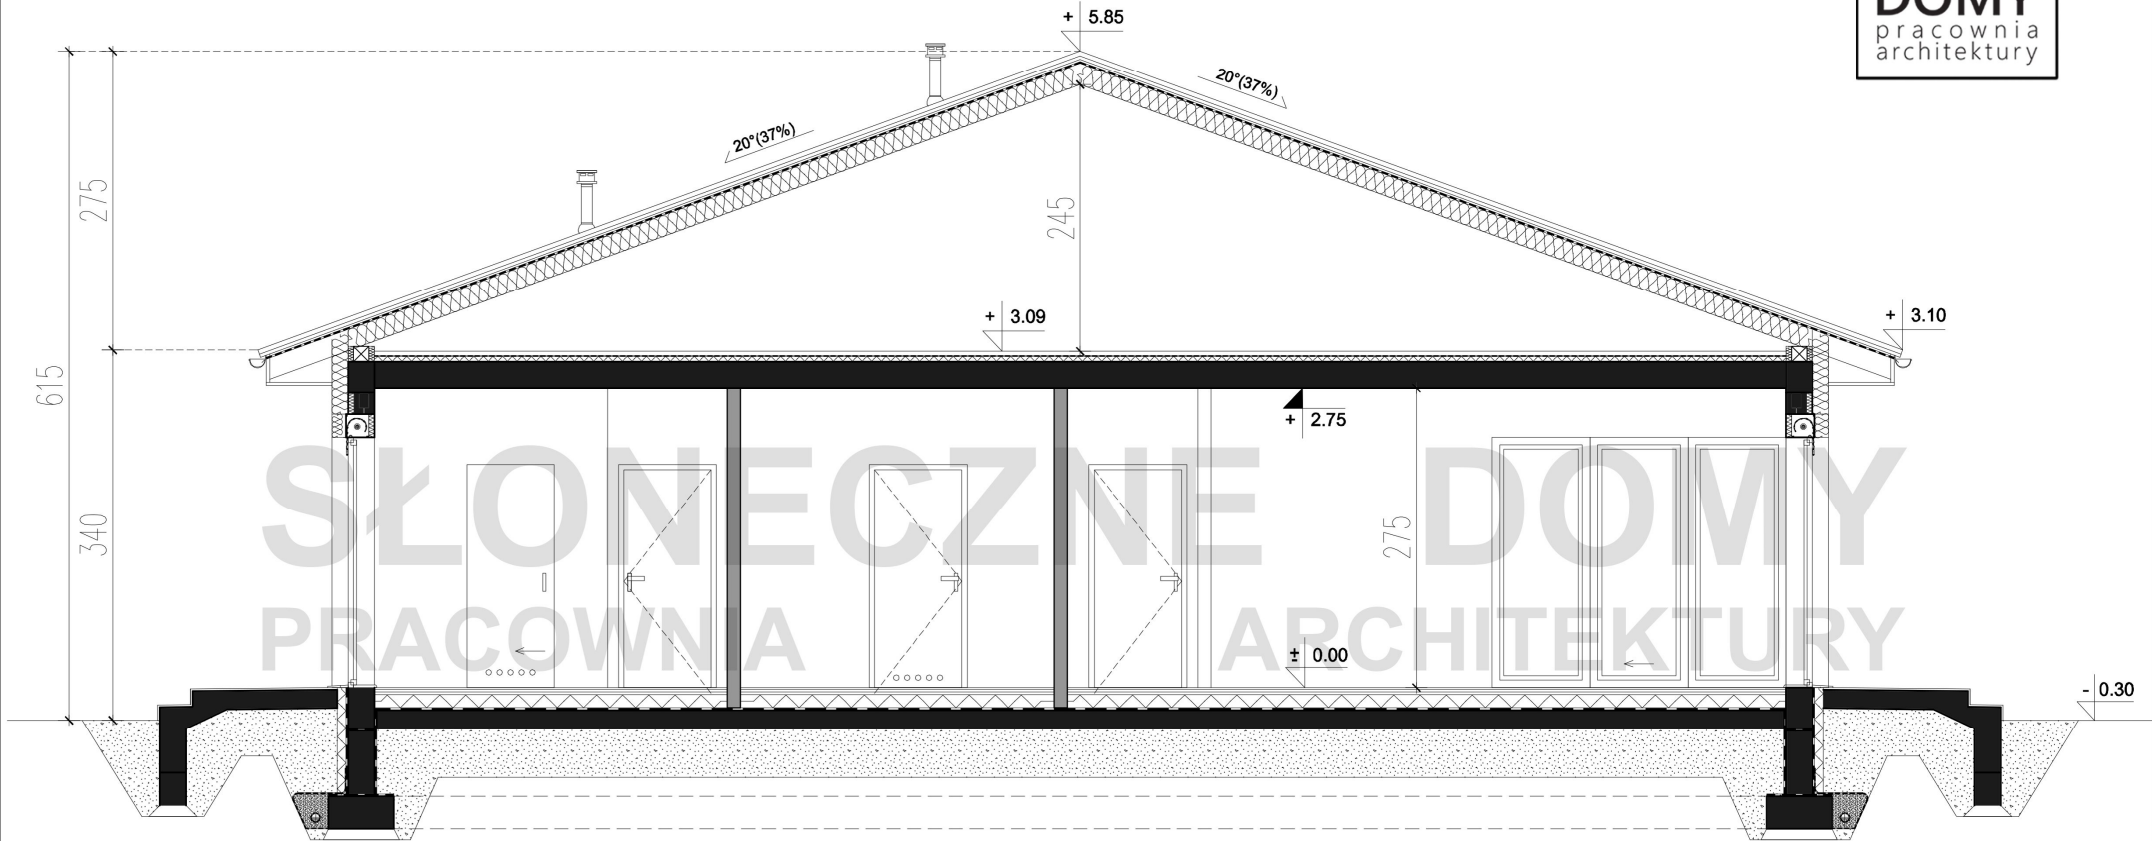 + 5.85
DOMY
pracownia
architektury
20°(37%)
20°(37%)
275
245
+ 3.09
+ 3.10
615
+ 2.75
340
275
SŁONECZNE DOMY
PRACOWNIA ARCHITEKTURY
± 0.00
- 0.30